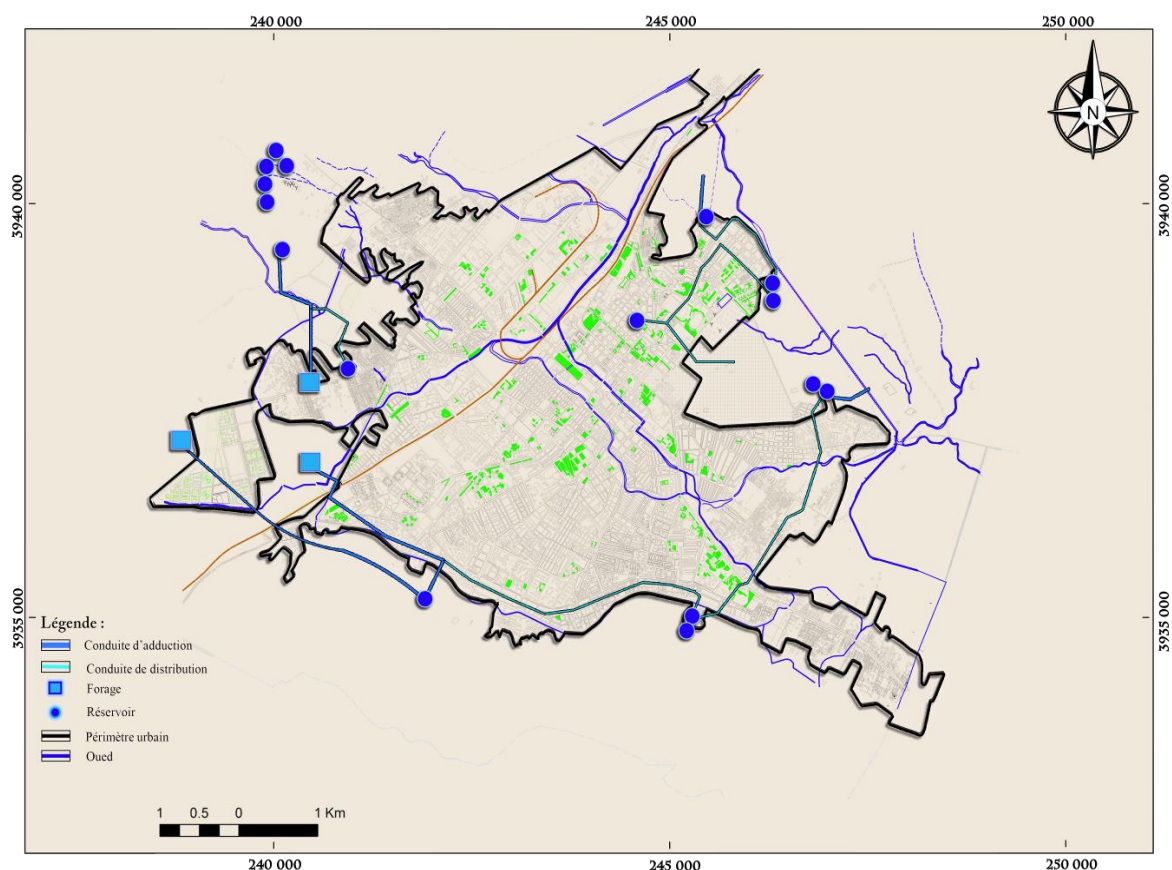 240 000 245 000 250 000
N
3940 000 3940 000
3935 000 3935 000
Légende :
Conduite d'adduction
Conduite de distribution
Forage
Réservoir
Périmètre urbain
Oued
1 0.5 0 1 Km
240 000 245 000 250 000